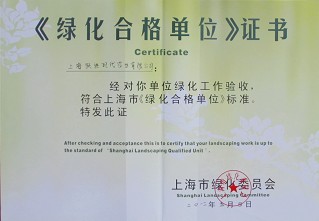 《绿化合格单位》证书
Certificate
经对你单位绿化工作验收，
符合上海市《绿化合格单位》标准，
特发此证
After checking and acceptance this is to certify that your landscaping work is up
to the standard of "Shanghai Landscaping Qualified Unit".
上海市绿化委员会
Shanghai Landscaping Committee